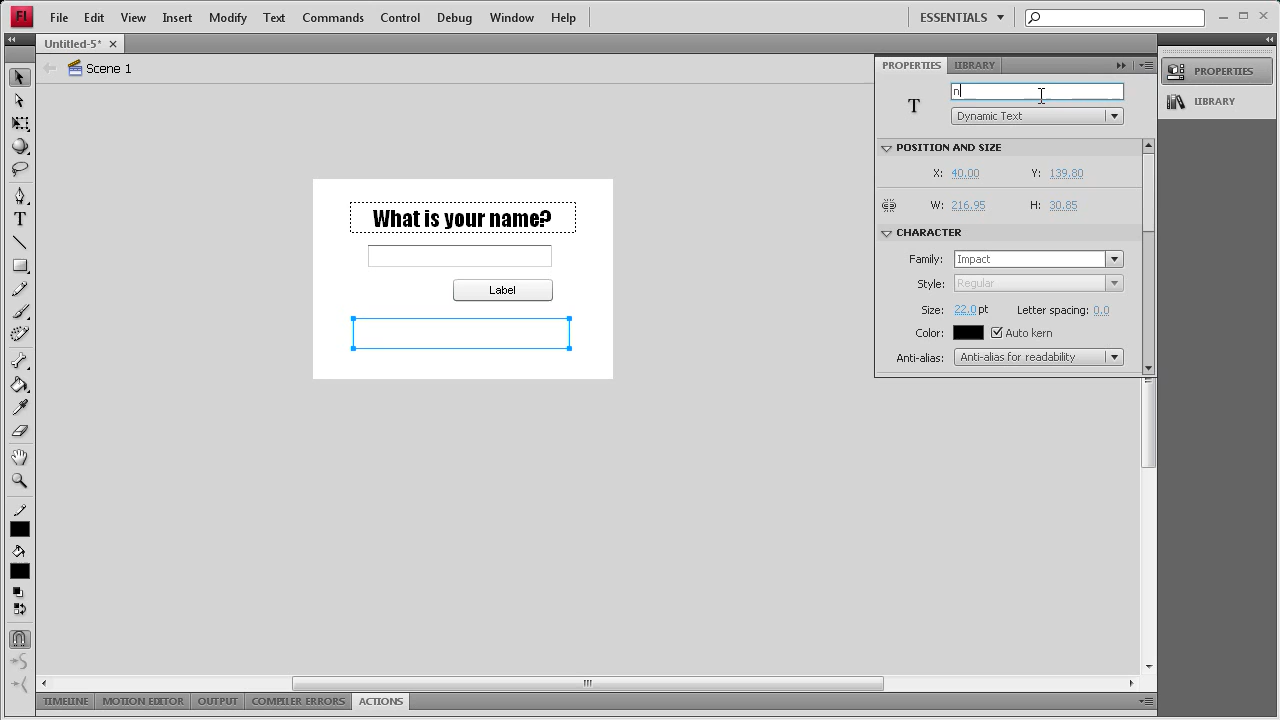 FL File Edit View Insert Modify Text Commands Control Debug Window Help ESSENTIALS
Untitled-5*
Scene 1
PROPERTIES LIBRARY
PROPERTIES
LIBRARY
n
T
Dynamic Text
POSITION AND SIZE
X: 40.00 Y: 139.80
W: 216.95 H: 30.85
CHARACTER
Family: Impact
Style: Regular
Size: 22.0 pt Letter spacing: 0.0
Color: Auto kern
Anti-alias: Anti-alias for readability
What is your name?
Label
T
TIMELINE MOTION EDITOR OUTPUT COMPILER ERRORS ACTIONS